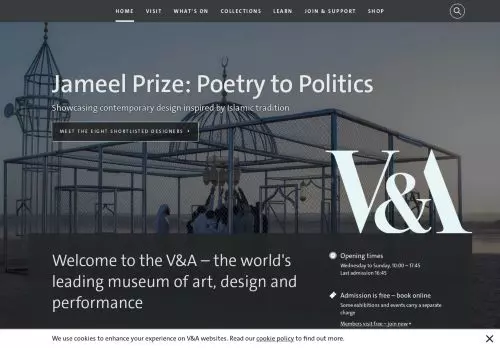 HOME VISIT WHAT'S ON COLLECTIONS LEARN JOIN & SUPPORT SHOP
Jameel Prize: Poetry to Politics
Showcasing contemporary design inspired by Islamic tradition
MEET THE EIGHT SHORTLISTED DESIGNERS
V&A
Welcome to the V&A – the world's
leading museum of art, design and
performance
Opening times
Wednesday to Sunday, 10.00 – 17.45
Last admission 16.45
Admission is free – book online
Some exhibitions and events carry a separate
charge
Members visit free – join now
We use cookies to enhance your experience on V&A websites. Read our cookie policy to find out more.